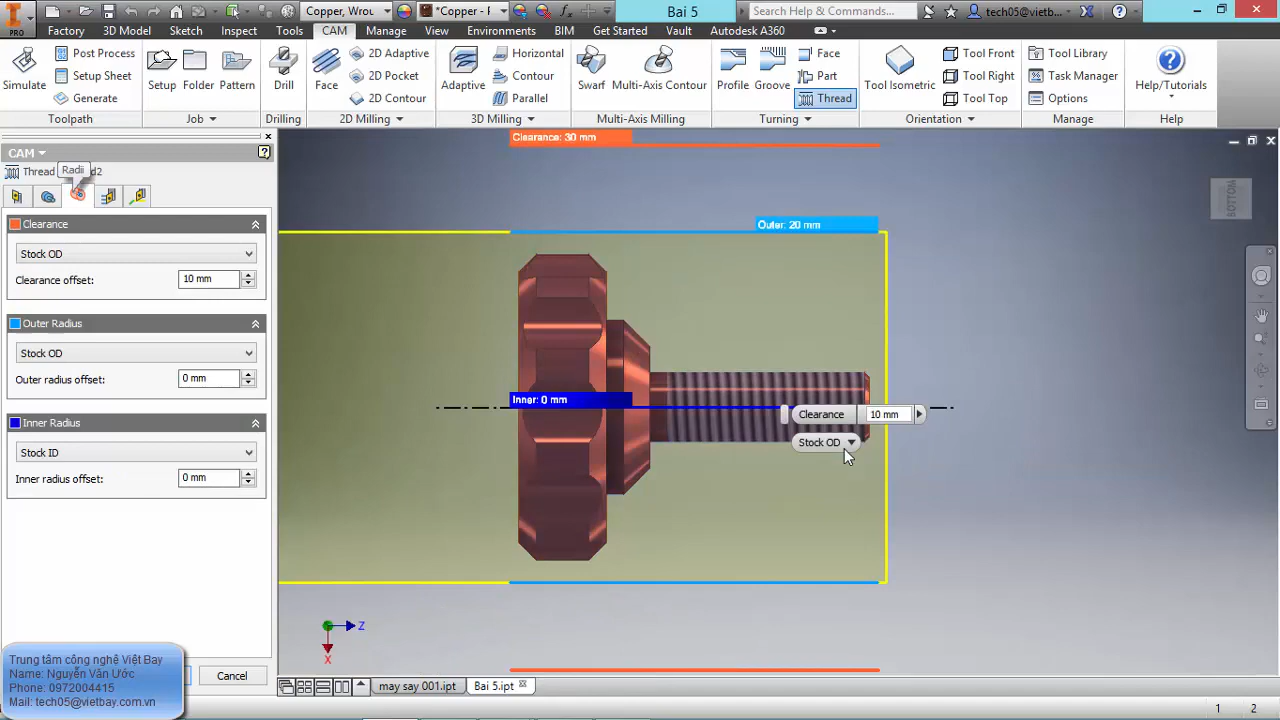 Copper, Wrou
*Copper - F
Bai 5
Search Help & Commands...
tech05@vietb
PRO
Factory 3D Model Sketch Inspect Tools CAM Manage View Environments BIM Get Started Vault Autodesk A360
Simulate
Post Process
Setup Sheet
Generate
Setup Folder Pattern
Drill
Face
2D Adaptive
2D Pocket
2D Contour
Adaptive
Horizontal
Contour
Parallel
Swarf Multi-Axis Contour
Profile Groove
Face
Part
Thread
Tool Isometric
Tool Front
Tool Right
Tool Top
Tool Library
Task Manager
Options
Help/Tutorials
Toolpath Job Drilling 2D Milling 3D Milling Multi-Axis Milling Turning Orientation Manage Help
CAM
Thread
Radii
d2
Clearance
Stock OD
Clearance offset: 10 mm
Outer Radius
Stock OD
Outer radius offset: 0 mm
Inner Radius
Stock ID
Inner radius offset: 0 mm
Cancel
Clearance: 30 mm
Outer: 20 mm
Inner: 0 mm
Clearance 10 mm
Stock OD
BOTTOM
Z
X
Trung tâm công nghệ Việt Bay
Name: Nguyễn Văn Ước
Phone: 0972004415
Mail: tech05@vietbay.com.vn
may say 001.ipt Bai 5.ipt
1 2